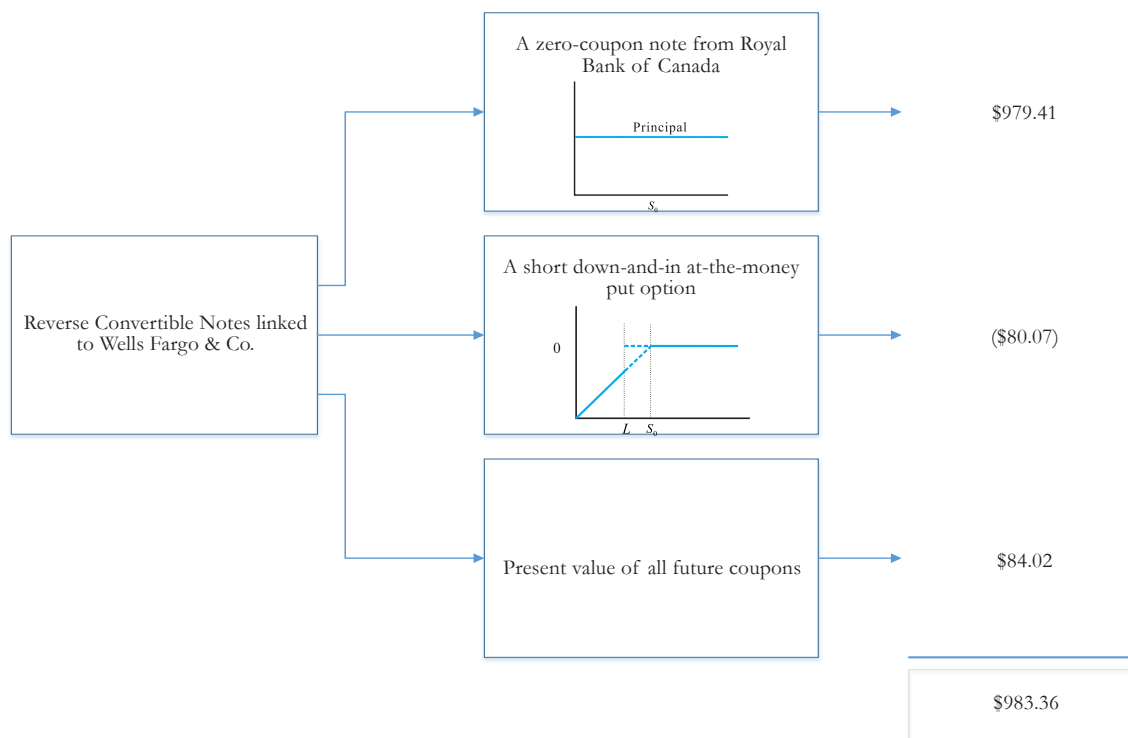 Reverse Convertible Notes linked
to Wells Fargo & Co.
A zero-coupon note from Royal
Bank of Canada
Principal
S₀
$979.41
A short down-and-in at-the-money
put option
0
L
S₀
($80.07)
Present value of all future coupons
$84.02
$983.36